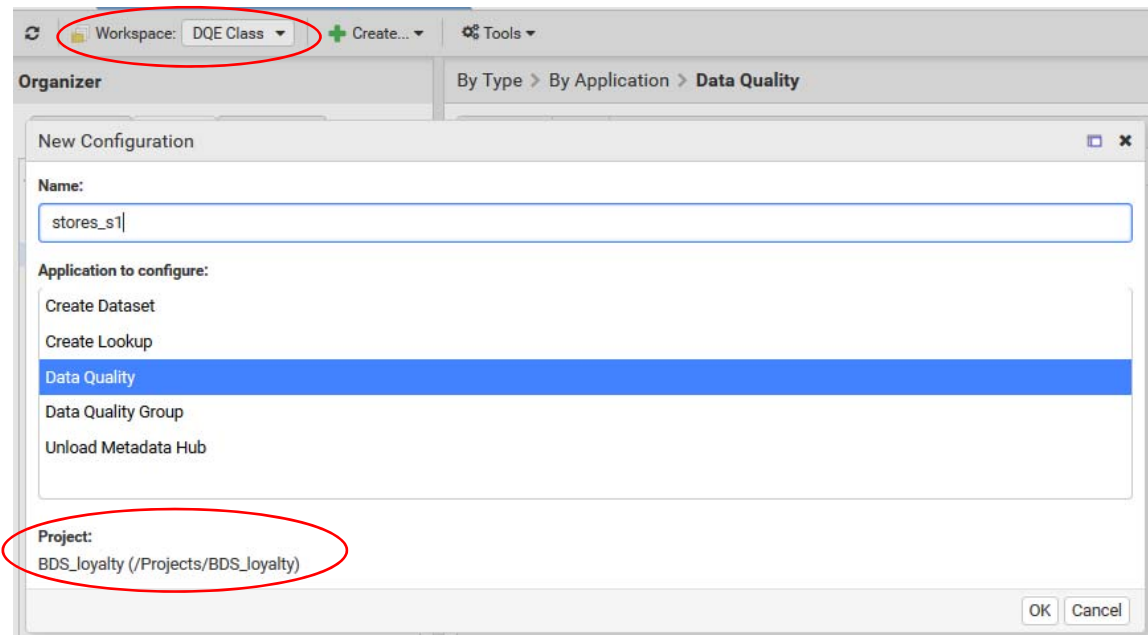 Workspace: DQE Class Create... Tools
Organizer
By Type > By Application > Data Quality
New Configuration
Name:
stores_s1
Application to configure:
Create Dataset
Create Lookup
Data Quality
Data Quality Group
Unload Metadata Hub
Project:
BDS_loyalty (/Projects/BDS_loyalty)
OK Cancel